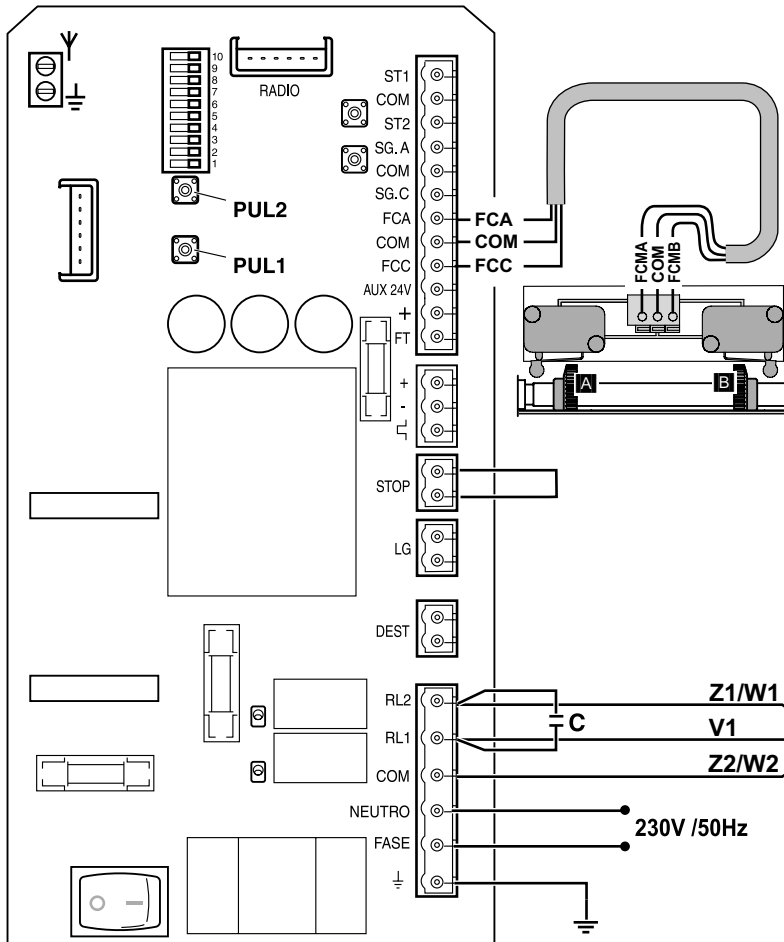 10
9
8
7
6
5
4
3
2
1
RADIO
PUL2
PUL1
ST1
COM
ST2
SG.A
COM
SG.C
FCA
COM
FCC
AUX 24V
+
FT
+
-
STOP
LG
DEST
RL2
RL1
COM
NEUTRO
FASE
FCA
COM
FCC
FCMA
COM
FCMB
A
B
C
Z1/W1
V1
Z2/W2
230V /50Hz